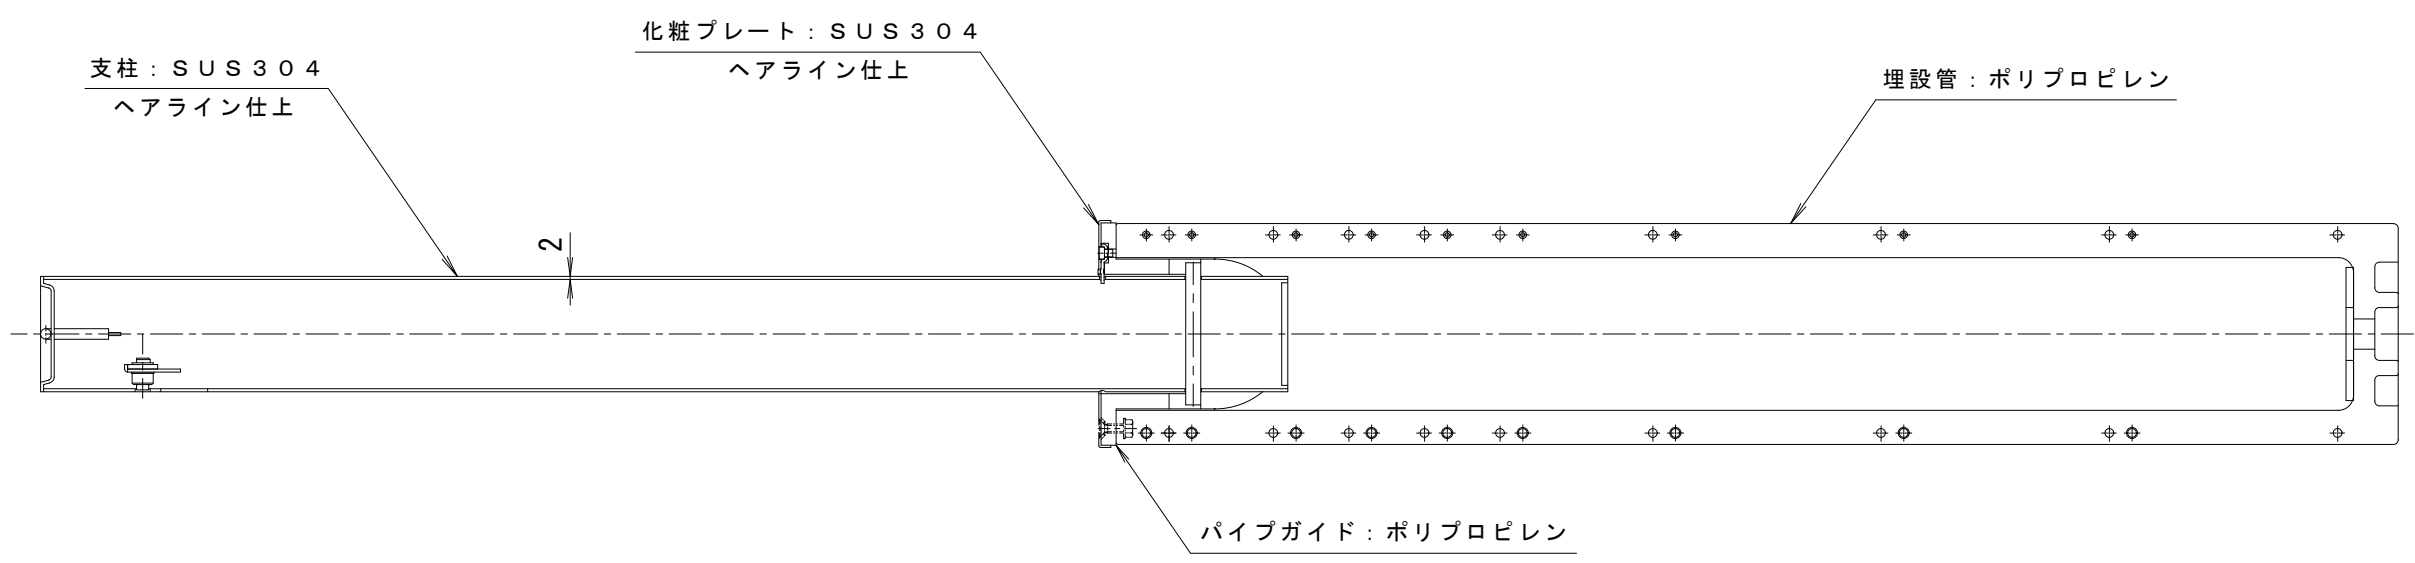 化粧プレート：ＳＵＳ３０４
ヘアライン仕上
支柱：ＳＵＳ３０４
ヘアライン仕上
埋設管：ポリプロピレン
2
パイプガイド：ポリプロピレン